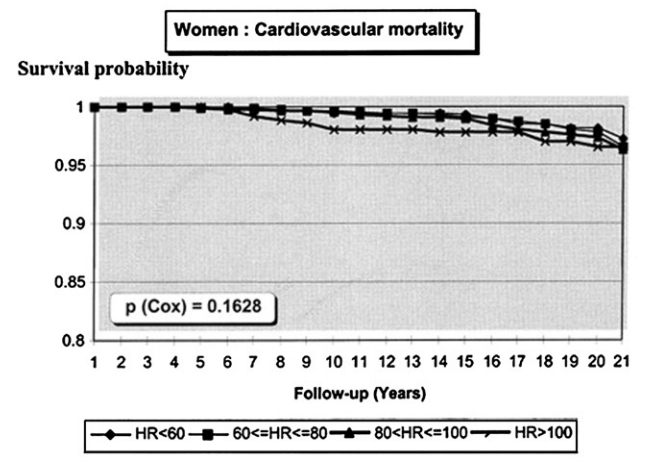 Women : Cardiovascular mortality
Survival probability
1
0.95
0.9
0.85
0.8
p (Cox) = 0.1628
1 2 3 4 5 6 7 8 9 10 11 12 13 14 15 16 17 18 19 20 21
Follow-up (Years)
HR<60 60<=HR<=80 80<HR<=100 HR>100